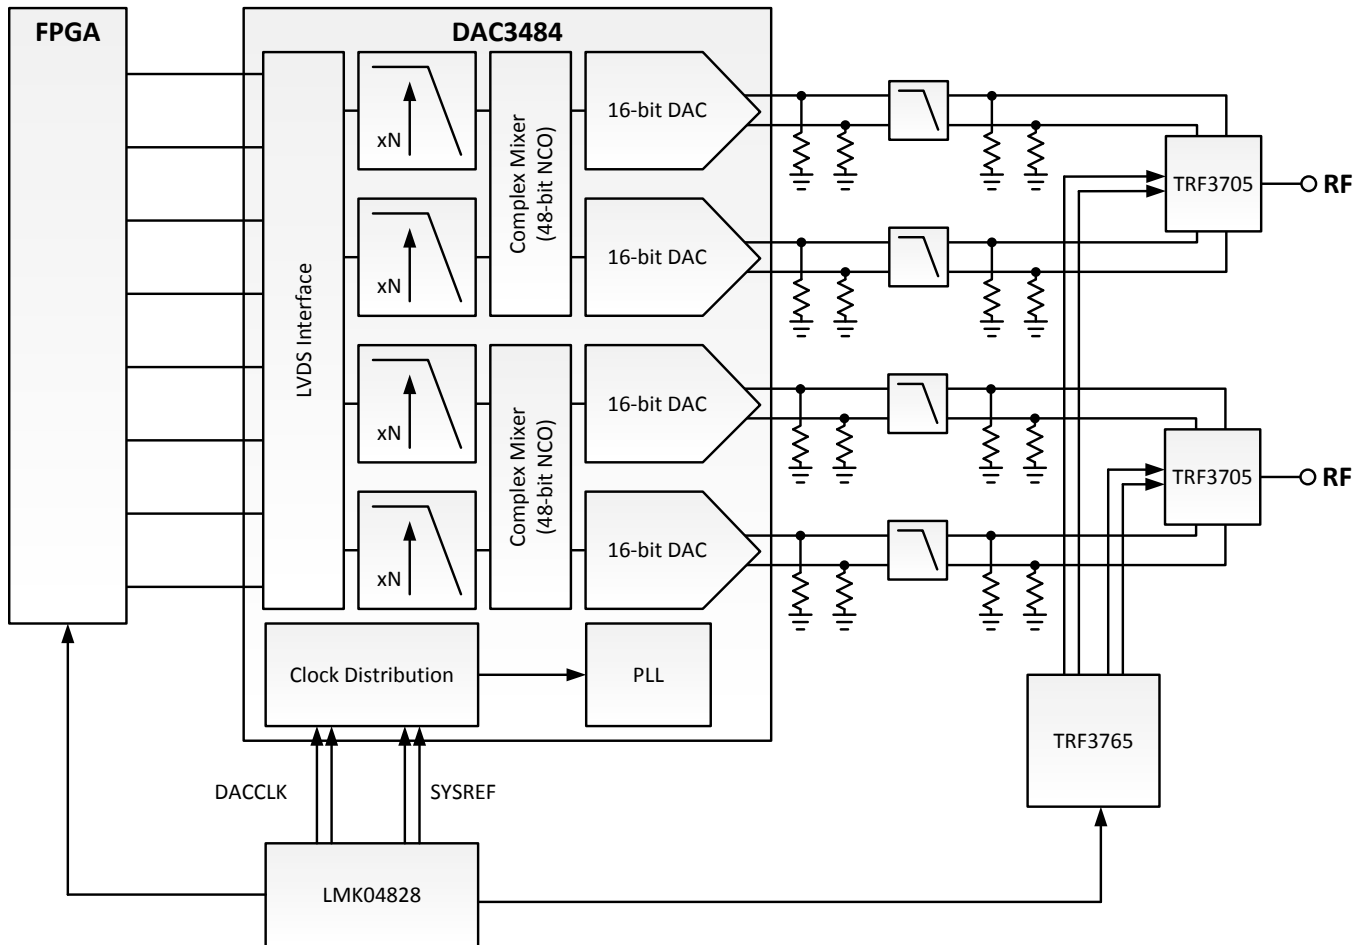 FPGA
DAC3484
LVDS Interface
xN
xN
xN
xN
Complex Mixer
(48-bit NCO)
Complex Mixer
(48-bit NCO)
16-bit DAC
16-bit DAC
16-bit DAC
16-bit DAC
TRF3705
RF
TRF3705
RF
Clock Distribution
PLL
TRF3765
DACCLK
SYSREF
LMK04828